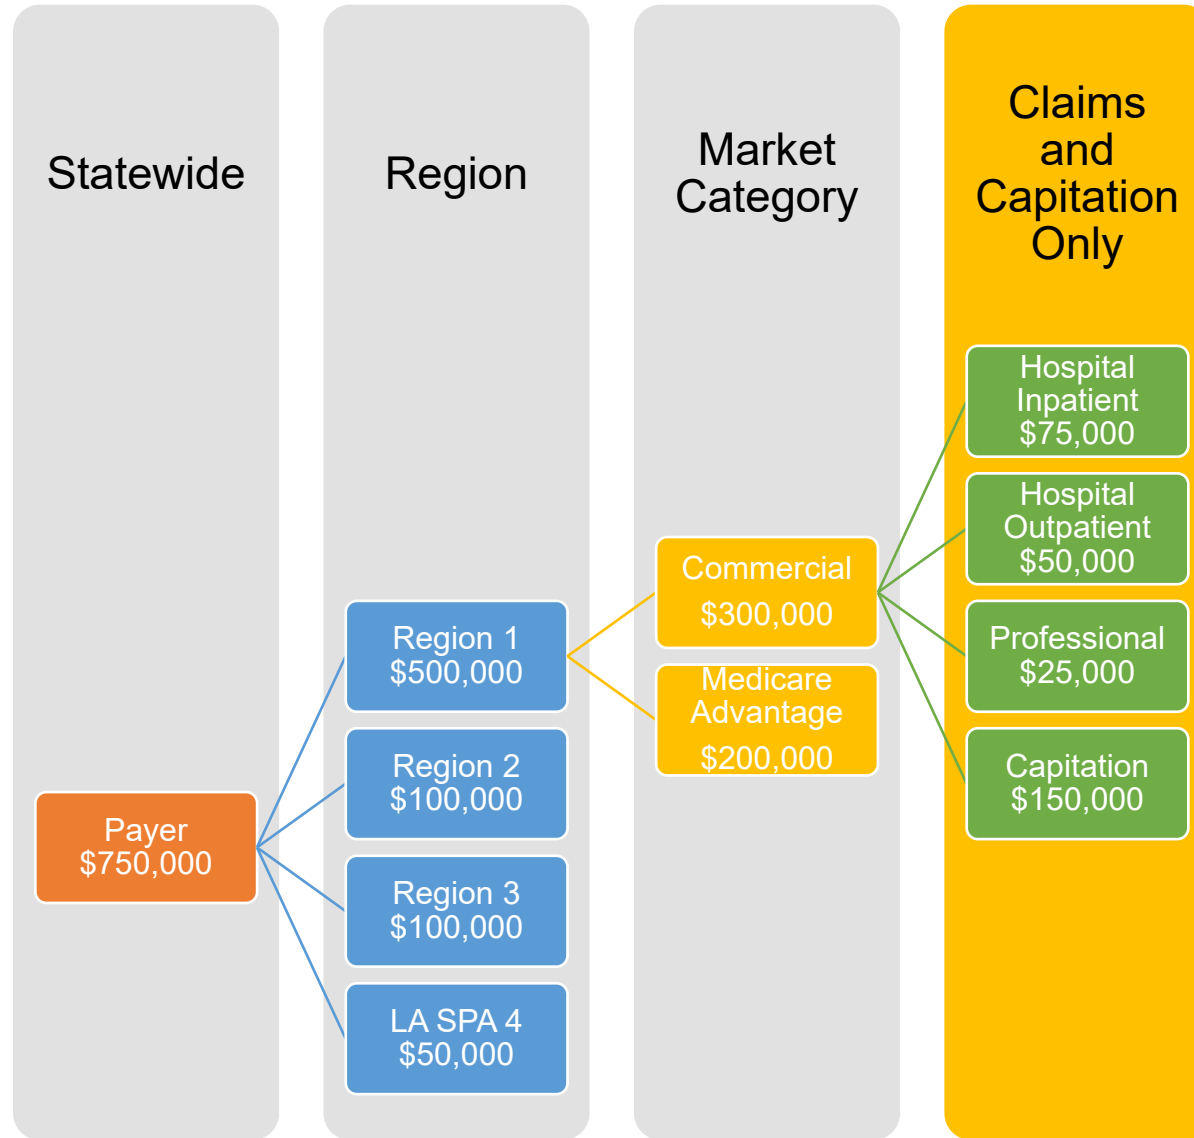 Statewide
Region
Market
Category
Claims
and
Capitation
Only
Payer
$750,000
Region 1
$500,000
Region 2
$100,000
Region 3
$100,000
LA SPA 4
$50,000
Commercial
$300,000
Medicare
Advantage
$200,000
Hospital
Inpatient
$75,000
Hospital
Outpatient
$50,000
Professional
$25,000
Capitation
$150,000